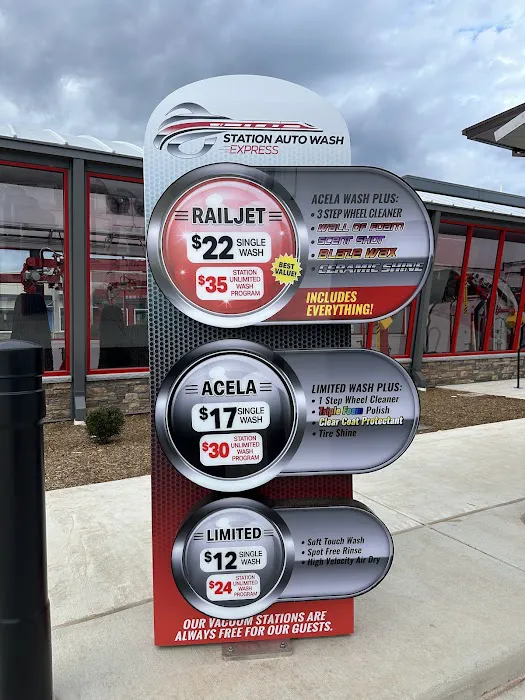 STATION AUTO WASH
EXPRESS
RAILJET
$22 SINGLE WASH
$35 STATION UNLIMITED WASH PROGRAM
BEST VALUE!
ACELA WASH PLUS:
• 3 STEP WHEEL CLEANER
• WALL OF FOAM
• SCENT SHOT
• BLAZE WAX
• CERAMIC SHINE
INCLUDES
EVERYTHING!
ACELA
$17 SINGLE WASH
$30 STATION UNLIMITED WASH PROGRAM
LIMITED WASH PLUS:
• 1 Step Wheel Cleaner
• Triple Foam Polish
• Clear Coat Protectant
• Tire Shine
LIMITED
$12 SINGLE WASH
$24 STATION UNLIMITED WASH PROGRAM
• Soft Touch Wash
• Spot Free Rinse
• High Velocity Air Dry
OUR VACUUM STATIONS ARE
ALWAYS FREE FOR OUR GUESTS.